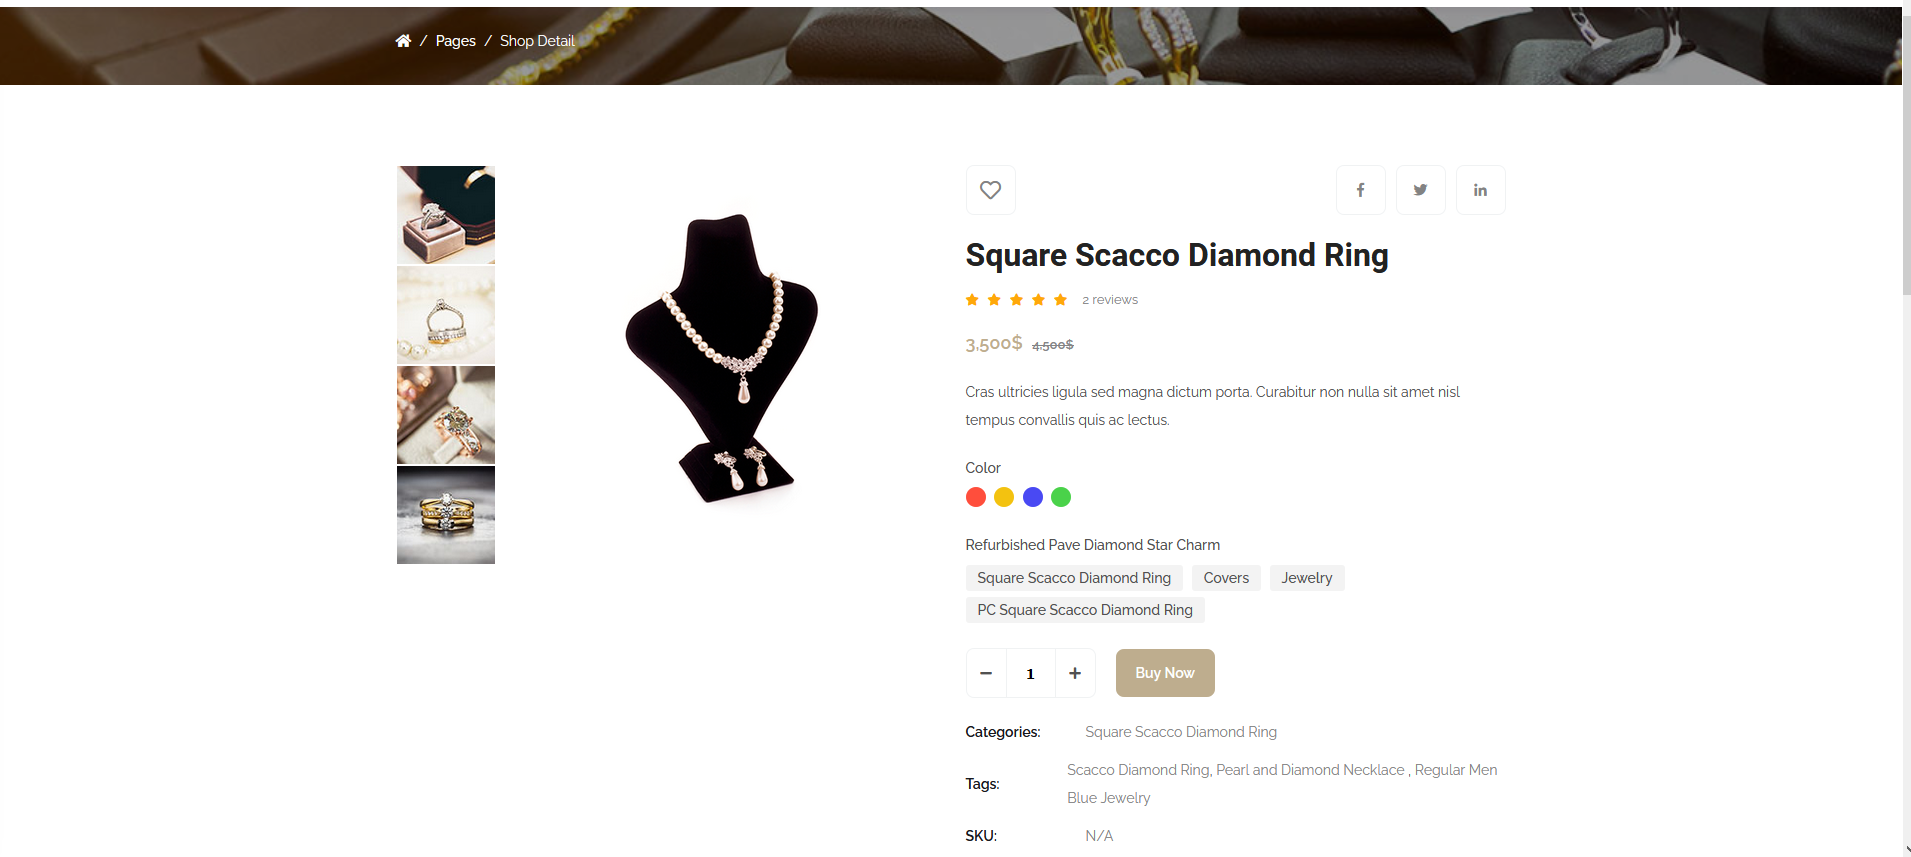 / Pages / Shop Detail
Square Scacco Diamond Ring
2 reviews
3,500$ 4,500$
Cras ultricies ligula sed magna dictum porta. Curabitur non nulla sit amet nisl
tempus convallis quis ac lectus.
Color
Refurbished Pave Diamond Star Charm
Square Scacco Diamond Ring Covers Jewelry
PC Square Scacco Diamond Ring
− 1 + Buy Now
Categories: Square Scacco Diamond Ring
Tags: Scacco Diamond Ring, Pearl and Diamond Necklace , Regular Men
Blue Jewelry
SKU: N/A